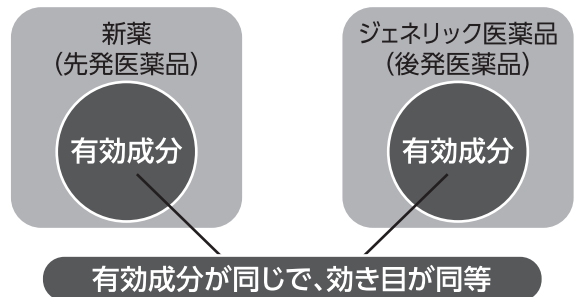 新薬
(先発医薬品)
有効成分
ジェネリック医薬品
(後発医薬品)
有効成分
有効成分が同じで、効き目が同等